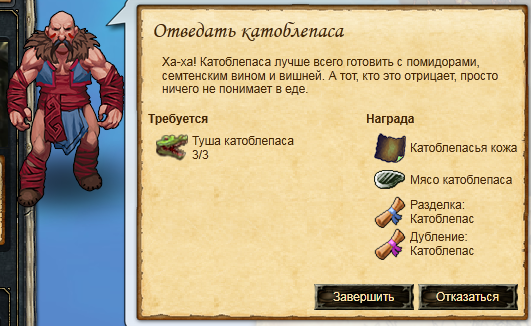 Отведать катоблепаса
Ха-ха! Катоблепаса лучше всего готовить с помидорами,
семтенским вином и вишней. А тот, кто это отрицает, просто
ничего не понимает в еде.
Требуется
Туша катоблепаса
3/3
Награда
Катоблепасья кожа
Мясо катоблепаса
Разделка:
Катоблепас
Дубление:
Катоблепас
Завершить
Отказаться